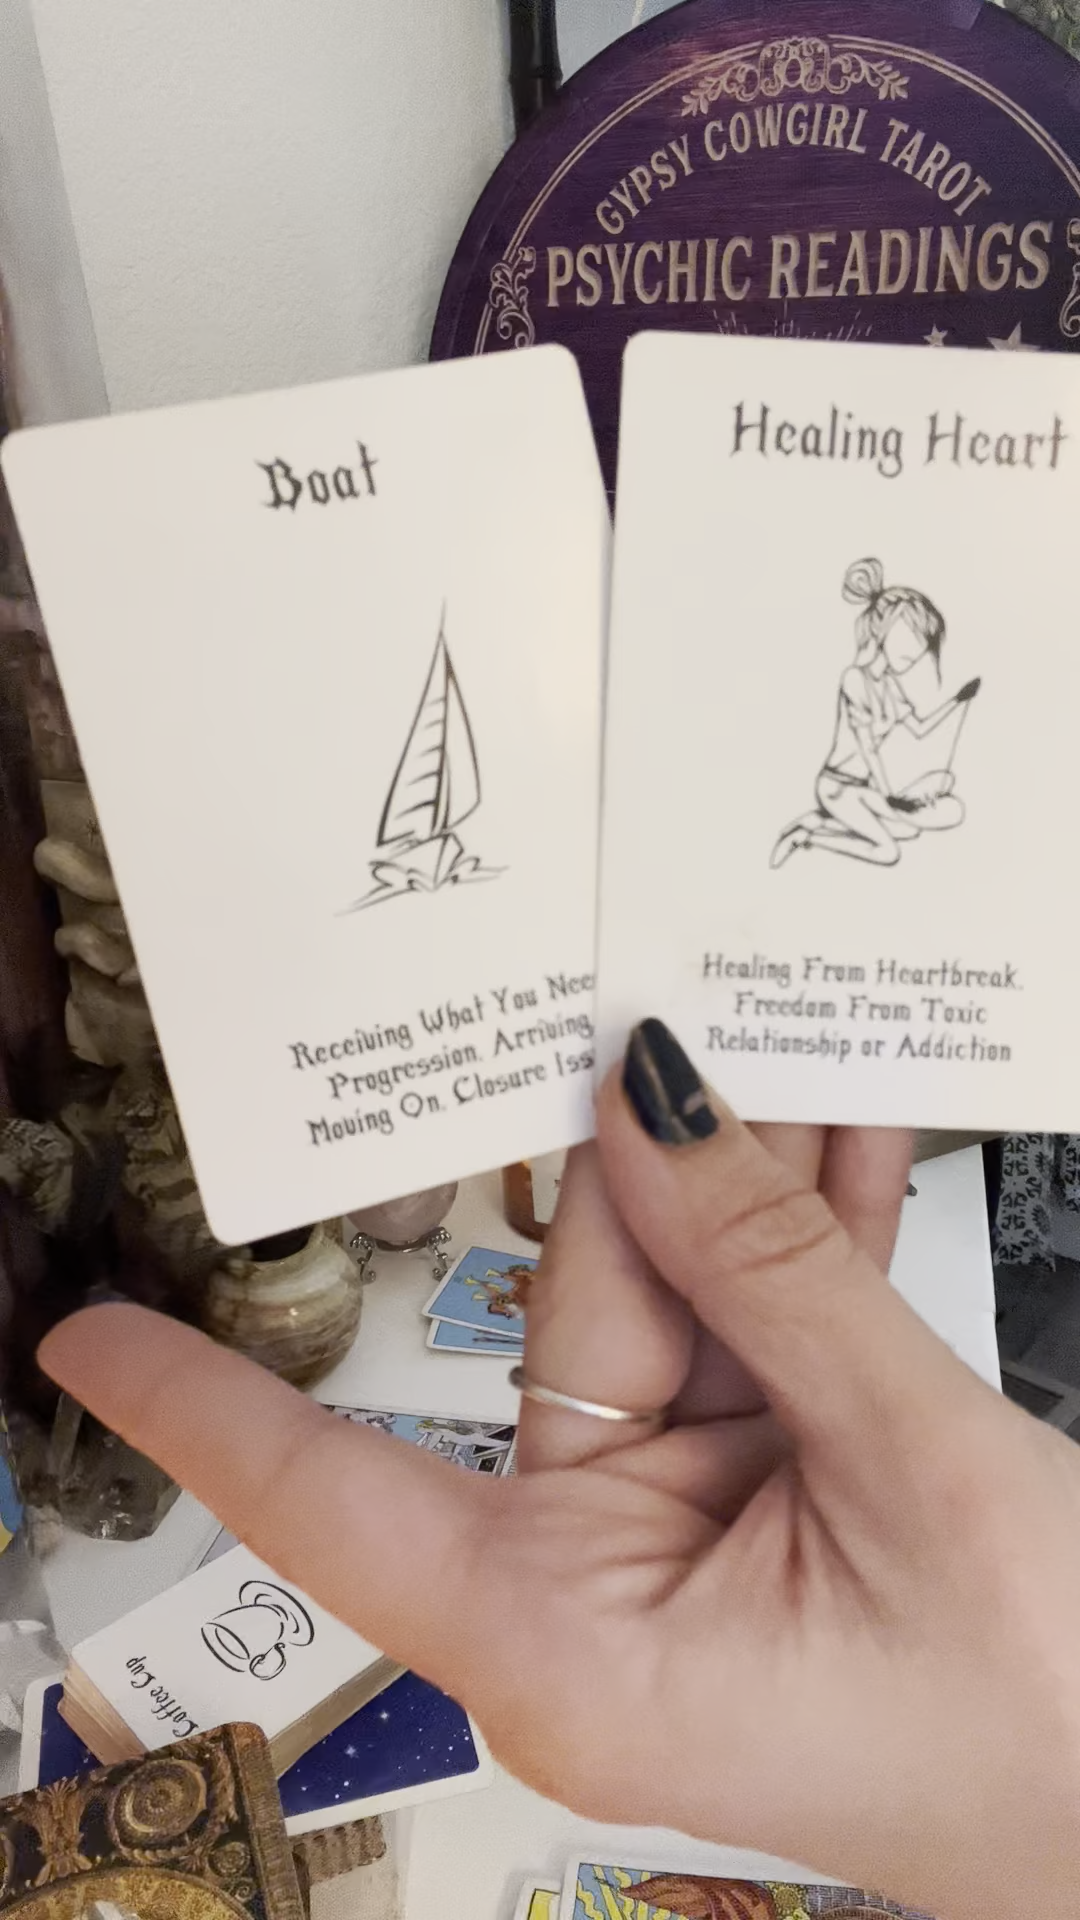 GYPSY COWGIRL TAROT
PSYCHIC READINGS
Boat
Receiving What You
Progression. Arriving
Moving On. Closure
Healing Heart
Healing From Heartbreak.
Freedom From Toxic
Relationship or Addiction
Coffee Cup